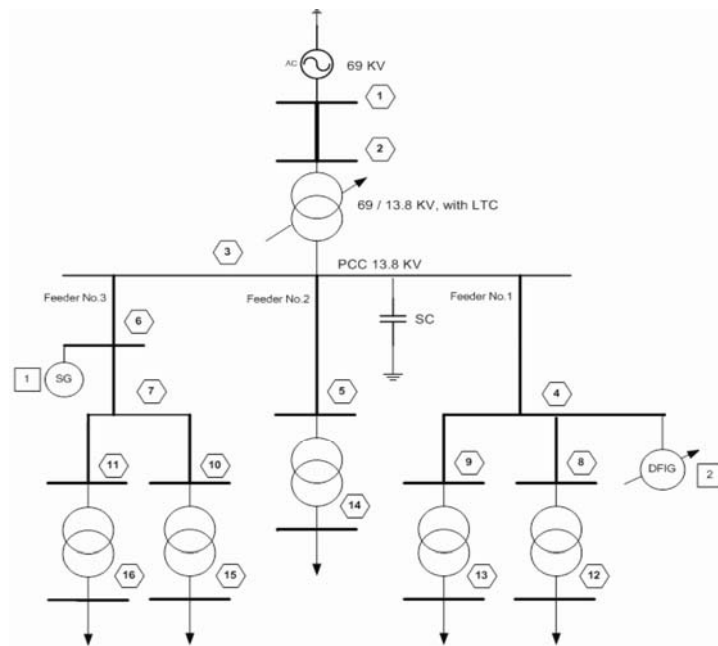 AC
69 KV
1
2
69 / 13.8 KV, with LTC
3
PCC 13.8 KV
Feeder No.3
Feeder No.2
Feeder No.1
6
SC
1
SG
7
5
4
11
10
9
8
DFIG
2
14
16
15
13
12